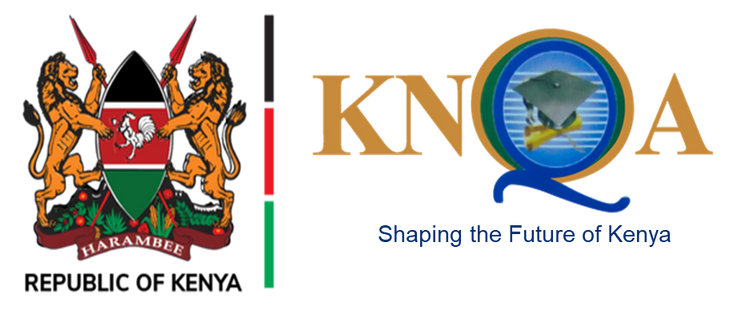 HARAMBEE
REPUBLIC OF KENYA
KNQA
Shaping the Future of Kenya